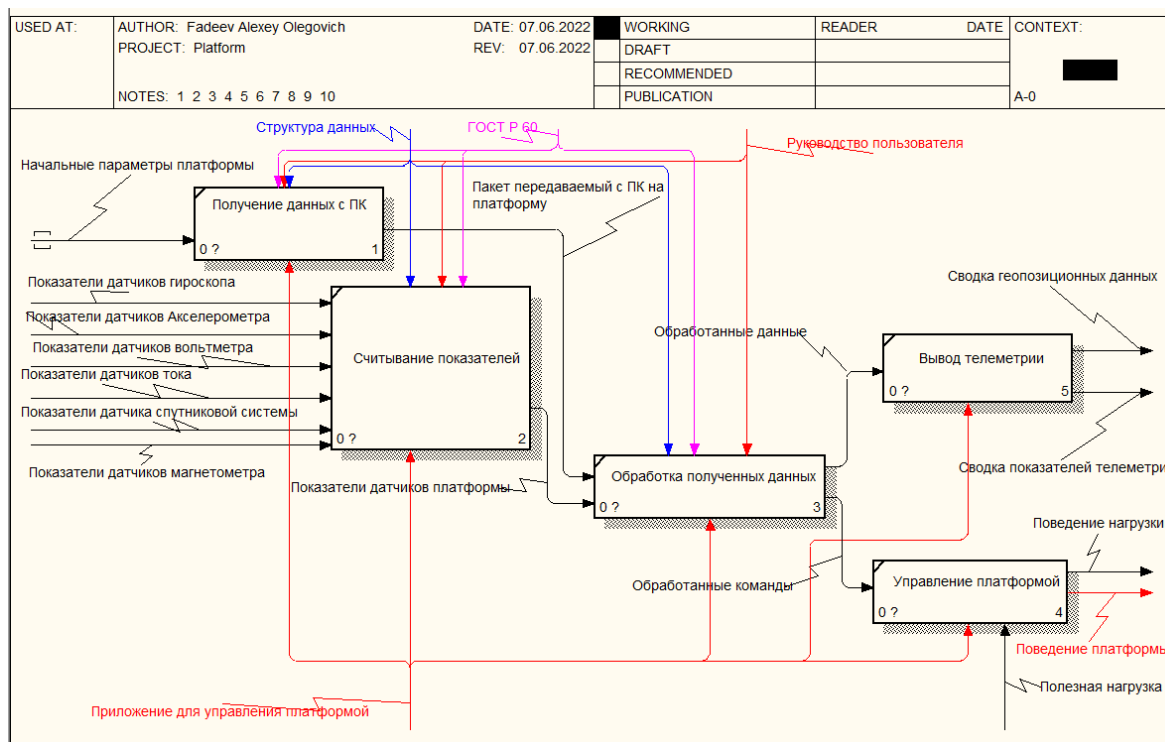 USED AT:
AUTHOR: Fadeev Alexey Olegovich
DATE: 07.06.2022
PROJECT: Platform
REV: 07.06.2022
NOTES: 1 2 3 4 5 6 7 8 9 10
WORKING
DRAFT
RECOMMENDED
PUBLICATION
READER
DATE
CONTEXT:
A-0
Структура данных
ГОСТ Р 60
Руководство пользователя
Начальные параметры платформы
Получение данных с ПК
0 ?
1
Пакет передаваемый с ПК на
платформу
Показатели датчиков гироскопа
Показатели датчиков Акселерометра
Показатели датчиков вольтметра
Показатели датчиков тока
Показатели датчика спутниковой системы
Показатели датчиков магнетометра
Считывание показателей
0 ?
2
Показатели датчиков платформы
Обработка полученных данных
0 ?
3
Обработанные данные
Обработанные команды
Вывод телеметрии
0 ?
5
Сводка геопозиционных данных
Сводка показателей телеметри
Управление платформой
0 ?
4
Поведение нагрузки
Поведение платформы
Полезная нагрузка
Приложение для управления платформой